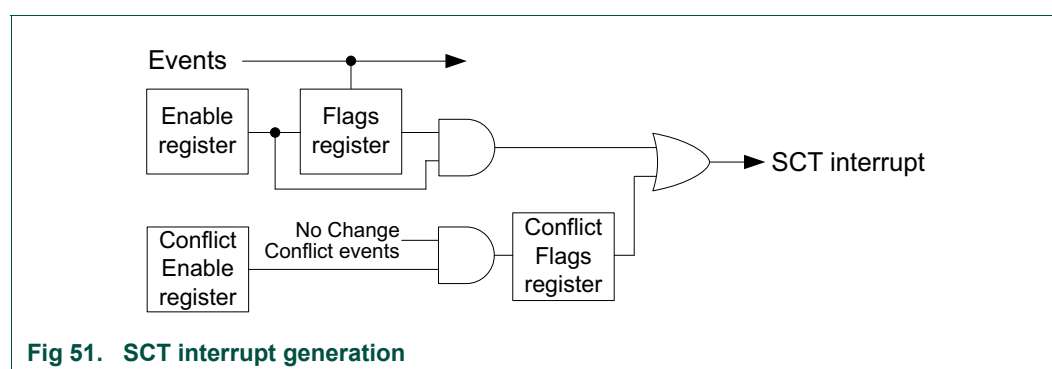 Events
Enable
register
Flags
register
SCT interrupt
No Change
Conflict events
Conflict
Enable
register
Conflict
Flags
register
Fig 51. SCT interrupt generation